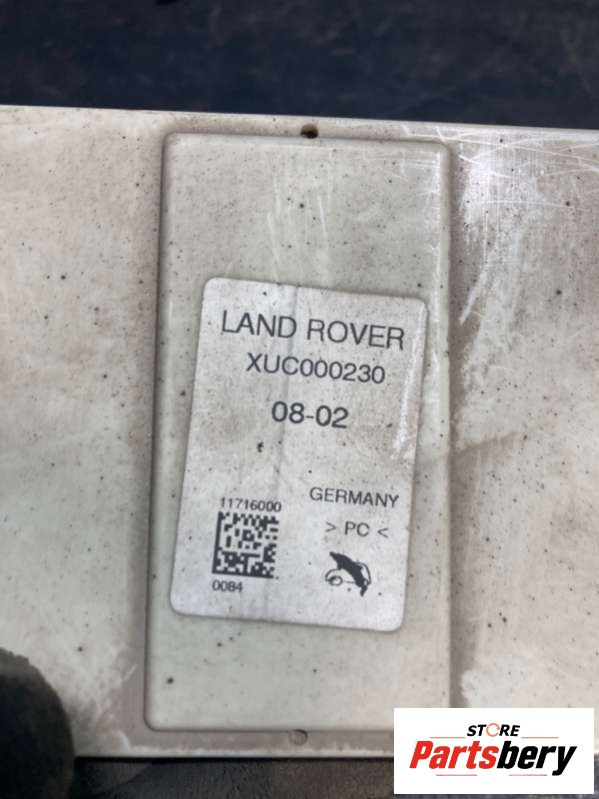 LAND ROVER
XUC000230
08-02
GERMANY
11716000
> PC <
0084
STORE
Partsbery